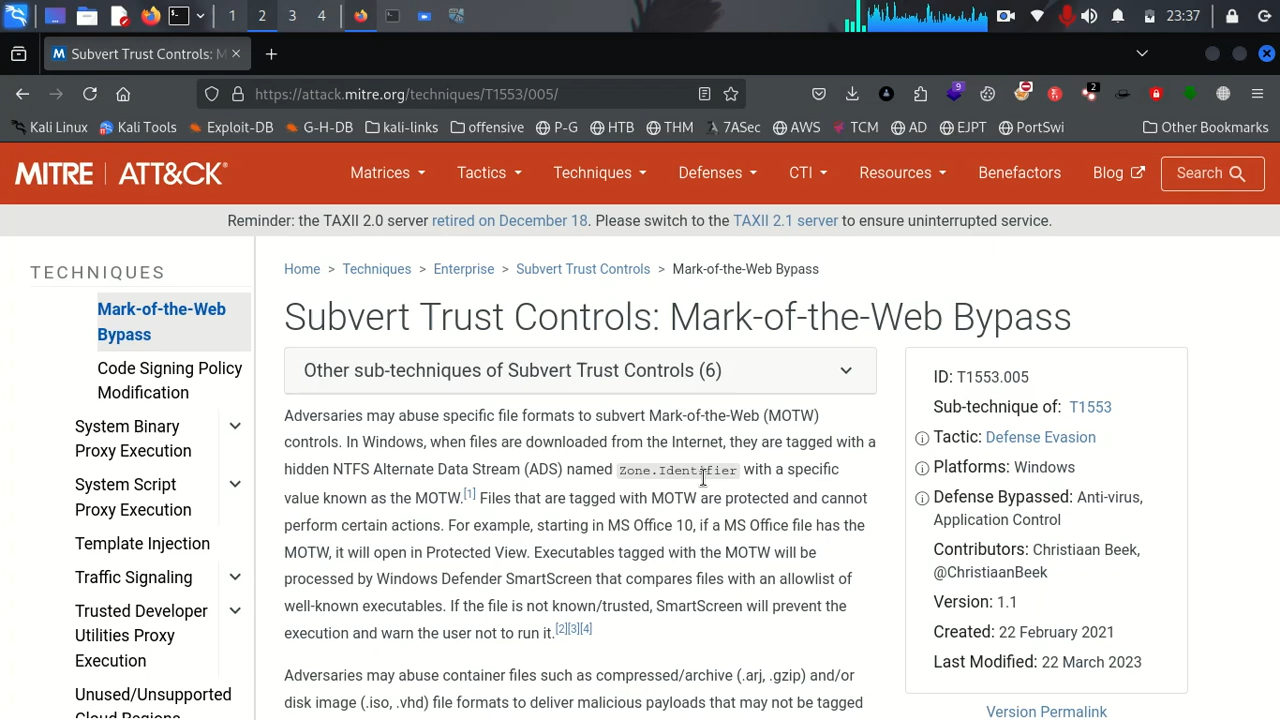 1 2 3 4 23:37
Subvert Trust Controls: M
https://attack.mitre.org/techniques/T1553/005/ 9 2
Kali Linux Kali Tools Exploit-DB G-H-DB kali-links offensive P-G HTB THM 7ASec AWS TCM AD EJPT PortSwi Other Bookmarks
MITRE | ATT&CK® Matrices Tactics Techniques Defenses CTI Resources Benefactors Blog Search
Reminder: the TAXII 2.0 server retired on December 18. Please switch to the TAXII 2.1 server to ensure uninterrupted service.
TECHNIQUES
Mark-of-the-Web
Bypass
Code Signing Policy
Modification
System Binary
Proxy Execution
System Script
Proxy Execution
Template Injection
Traffic Signaling
Trusted Developer
Utilities Proxy
Execution
Unused/Unsupported
Cloud Regions
Home > Techniques > Enterprise > Subvert Trust Controls > Mark-of-the-Web Bypass
Subvert Trust Controls: Mark-of-the-Web Bypass
Other sub-techniques of Subvert Trust Controls (6)
Adversaries may abuse specific file formats to subvert Mark-of-the-Web (MOTW)
controls. In Windows, when files are downloaded from the Internet, they are tagged with a
hidden NTFS Alternate Data Stream (ADS) named Zone.Identifier with a specific
value known as the MOTW.[1] Files that are tagged with MOTW are protected and cannot
perform certain actions. For example, starting in MS Office 10, if a MS Office file has the
MOTW, it will open in Protected View. Executables tagged with the MOTW will be
processed by Windows Defender SmartScreen that compares files with an allowlist of
well-known executables. If the file is not known/trusted, SmartScreen will prevent the
execution and warn the user not to run it.[2][3][4]
Adversaries may abuse container files such as compressed/archive (.arj, .gzip) and/or
disk image (.iso, .vhd) file formats to deliver malicious payloads that may not be tagged
ID: T1553.005
Sub-technique of: T1553
Tactic: Defense Evasion
Platforms: Windows
Defense Bypassed: Anti-virus,
Application Control
Contributors: Christiaan Beek,
@ChristiaanBeek
Version: 1.1
Created: 22 February 2021
Last Modified: 22 March 2023
Version Permalink